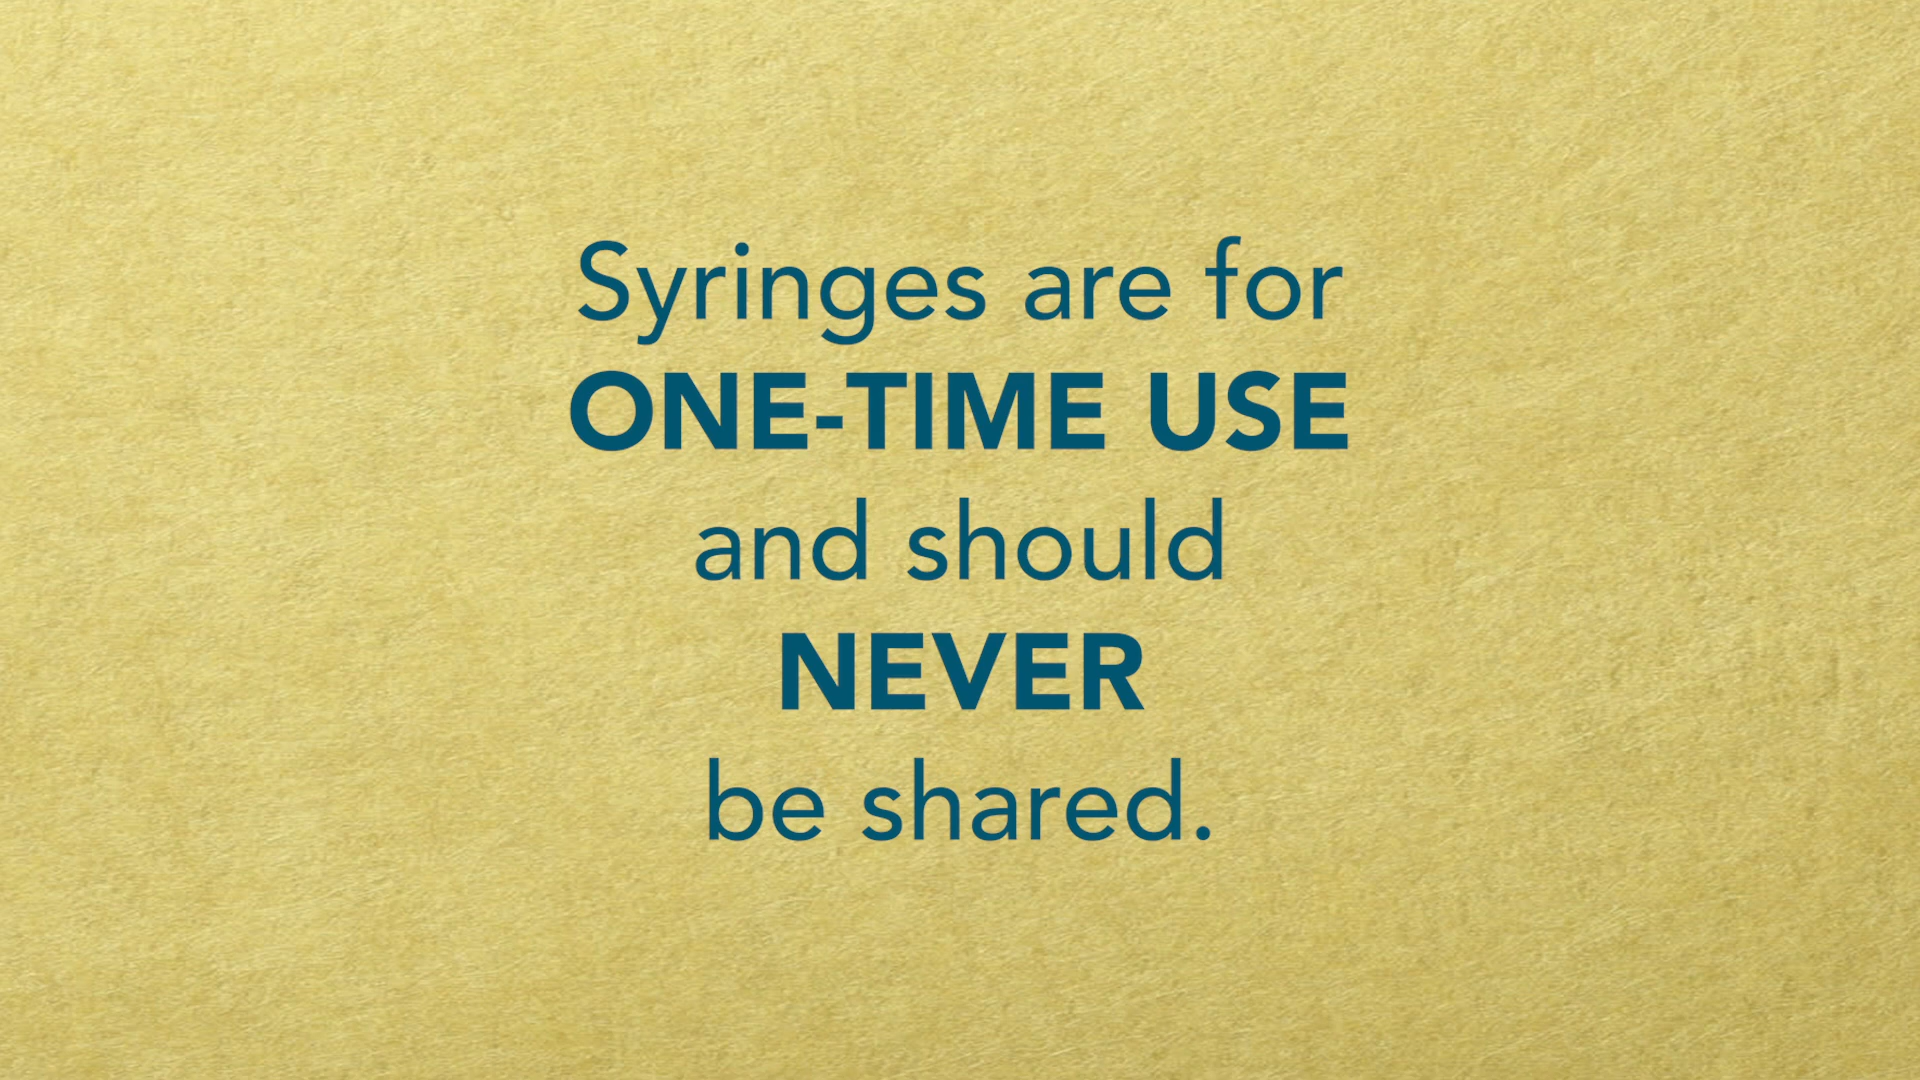 Syringes are for
ONE-TIME USE
and should
NEVER
be shared.